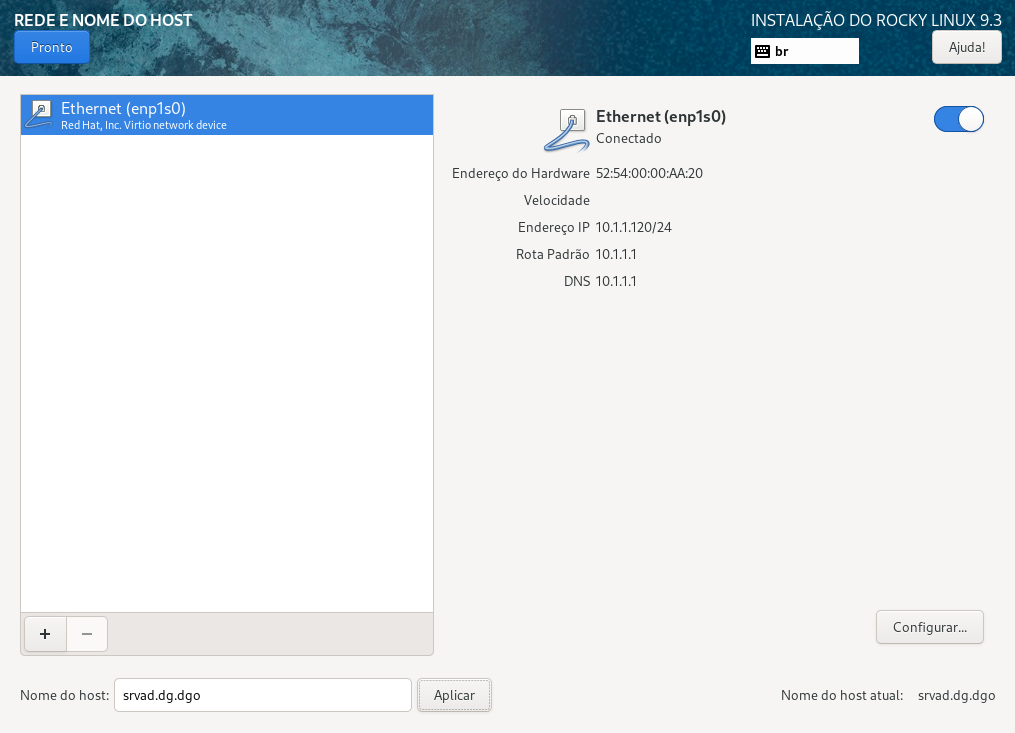 REDE E NOME DO HOST
INSTALAÇÃO DO ROCKY LINUX 9.3
Pronto
br
Ajuda!
Ethernet (enp1s0)
Red Hat, Inc. Virtio network device
Ethernet (enp1s0)
Conectado
Endereço do Hardware 52:54:00:00:AA:20
Velocidade
Endereço IP 10.1.1.120/24
Rota Padrão 10.1.1.1
DNS 10.1.1.1
+ −
Configurar...
Nome do host: srvad.dg.dgo Aplicar
Nome do host atual: srvad.dg.dgo